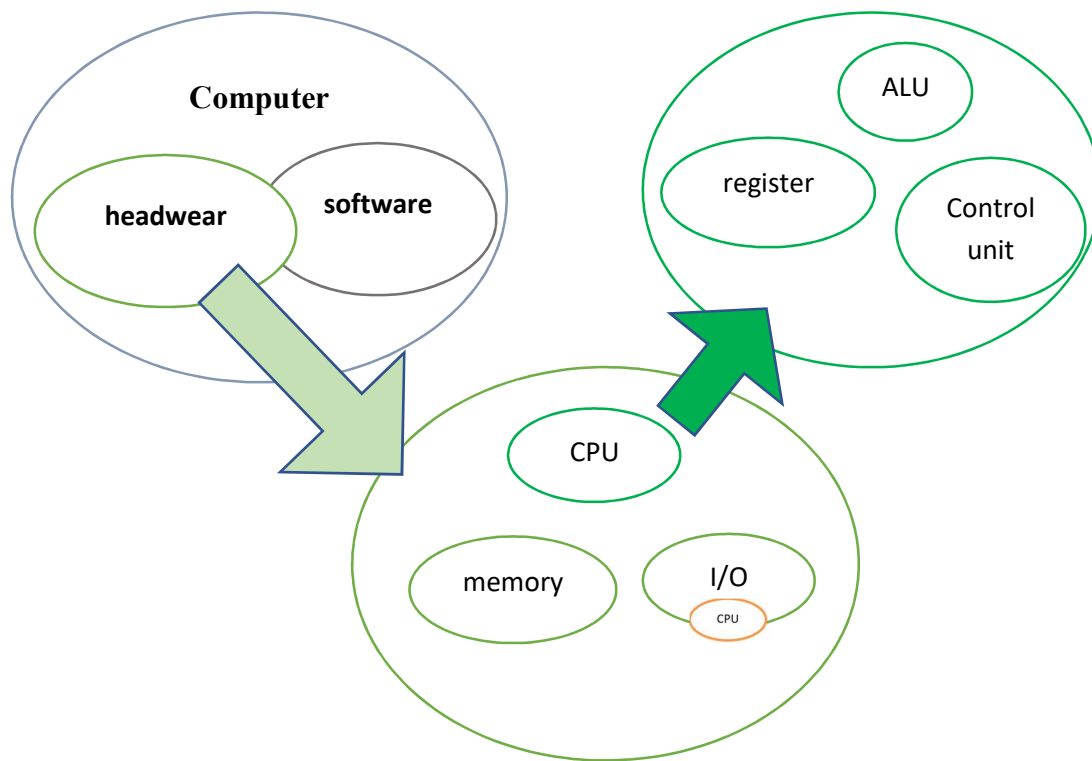 Computer
headwear
software
ALU
register
Control
unit
CPU
memory
I/O
CPU